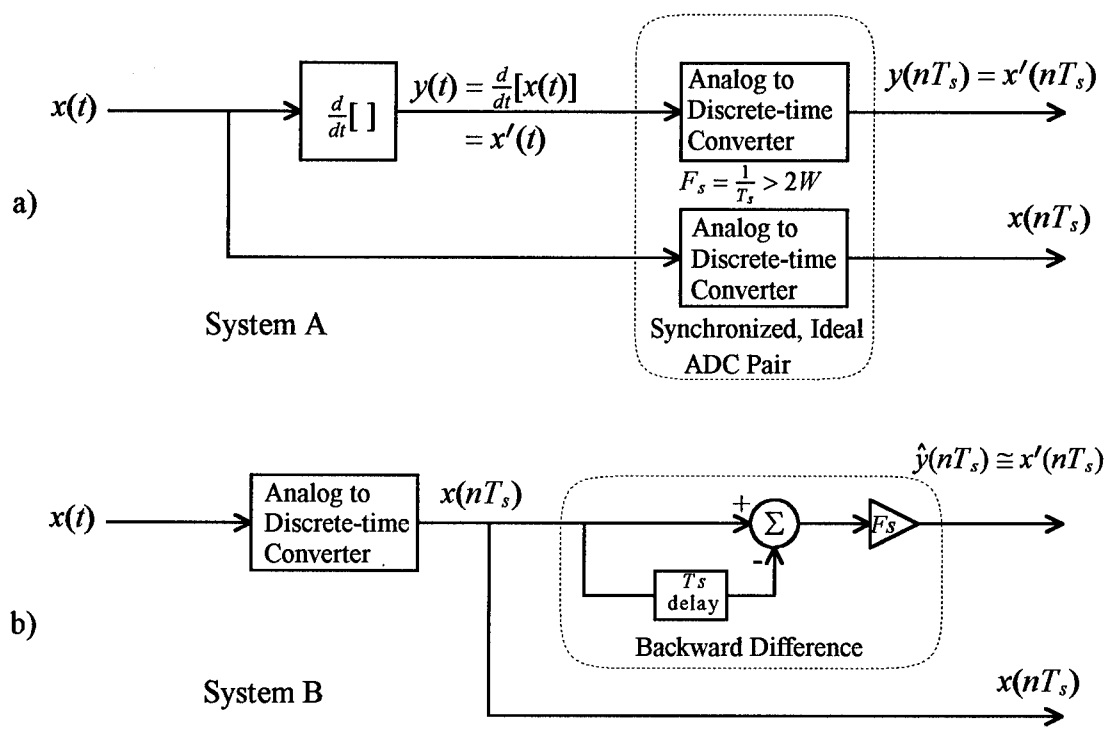 a)
x(t)
d/dt[ ]
y(t) = d/dt[x(t)]
= x′(t)
Analog to
Discrete-time
Converter
y(nTₛ) = x′(nTₛ)
Fₛ = 1/Tₛ > 2W
Analog to
Discrete-time
Converter
x(nTₛ)
System A
Synchronized, Ideal
ADC Pair
b)
x(t)
Analog to
Discrete-time
Converter
x(nTₛ)
+
Σ
-
Fs
ŷ(nTₛ) ≅ x′(nTₛ)
Ts
delay
Backward Difference
System B
x(nTₛ)